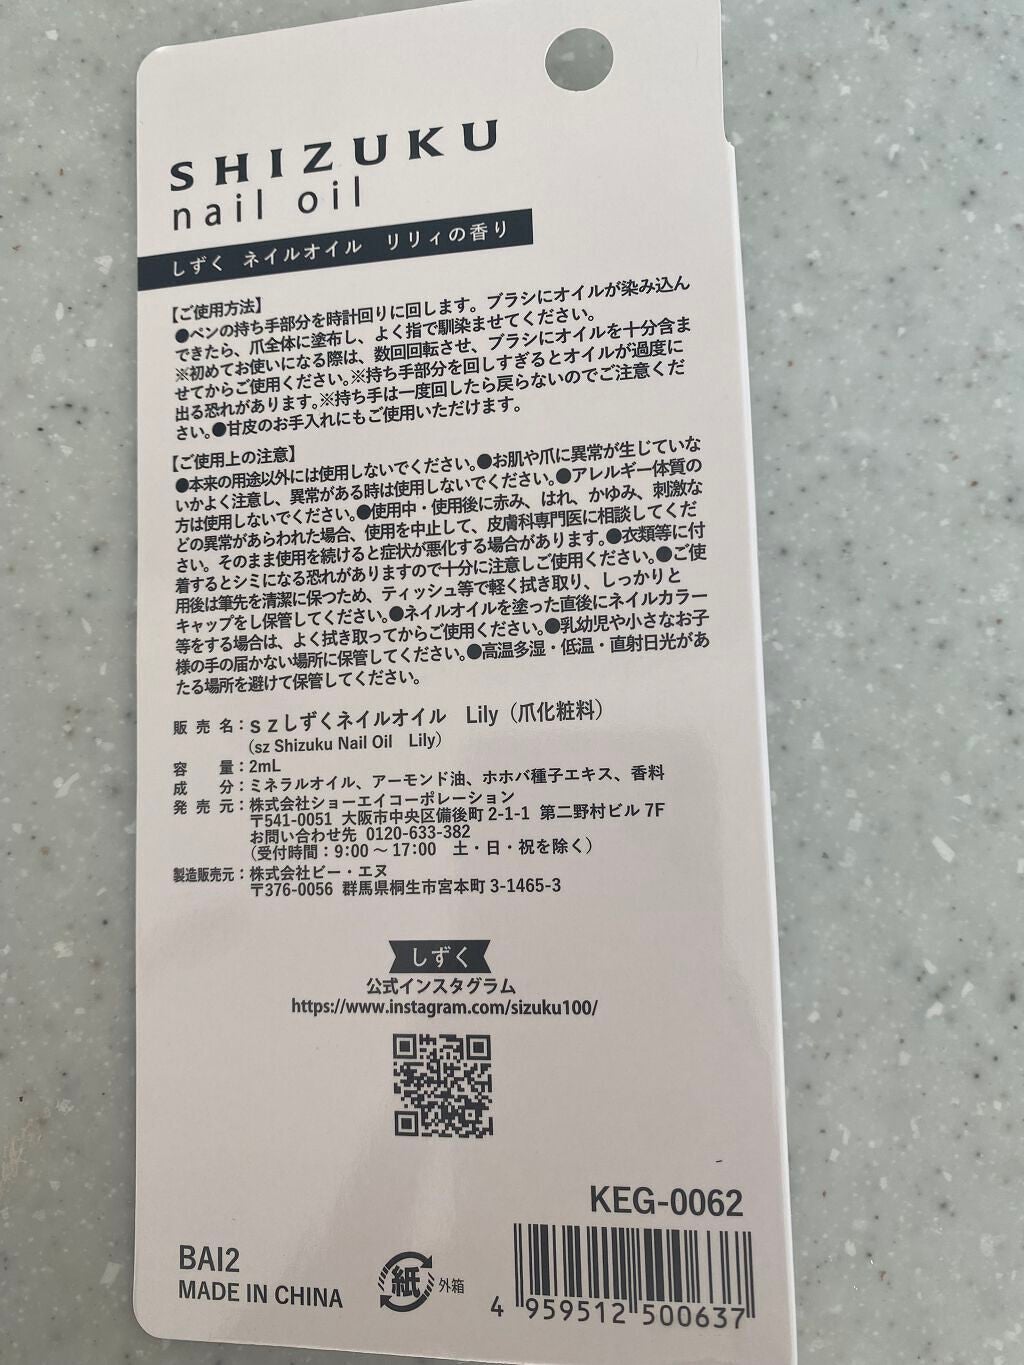 SHIZUKU
nail oil
しずく ネイルオイル リリィの香り
【ご使用方法】
●ペンの持ち手部分を時計回りに回します。ブラシにオイルが染み込ん
できたら、爪全体に塗布し、よく指で馴染ませてください。
※初めてお使いになる際は、数回回転させ、ブラシにオイルを十分含ま
せてからご使用ください。※持ち手部分を回しすぎるとオイルが過度に
出る恐れがあります。※持ち手は一度回したら戻らないのでご注意くだ
さい。●甘皮のお手入れにもご使用いただけます。
【ご使用上の注意】
●本来の用途以外には使用しないでください。●お肌や爪に異常が生じていな
いかよく注意し、異常がある時は使用しないでください。●アレルギー体質の
方は使用しないでください。●使用中・使用後に赤み、はれ、かゆみ、刺激な
どの異常があらわれた場合、使用を中止して、皮膚科専門医に相談してくだ
さい。そのまま使用を続けると症状が悪化する場合があります。●衣類等に付
着するとシミになる恐れがありますので十分に注意しご使用ください。●ご使
用後は筆先を清潔に保つため、ティッシュ等で軽く拭き取り、しっかりと
キャップをし保管してください。●ネイルオイルを塗った直後にネイルカラー
等をする場合は、よく拭き取ってからご使用ください。●乳幼児や小さなお子
様の手の届かない場所に保管してください。●高温多湿・低温・直射日光があ
たる場所を避けて保管してください。
販売名：ｓｚしずくネイルオイル Lily（爪化粧料）
（sz Shizuku Nail Oil Lily）
容量：2mL
成分：ミネラルオイル、アーモンド油、ホホバ種子エキス、香料
発売元：株式会社ショーエイコーポレーション
〒541-0051 大阪市中央区備後町 2-1-1 第二野村ビル 7F
お問い合わせ先 0120-633-382
（受付時間：9:00 〜 17:00 土・日・祝を除く）
製造販売元：株式会社ビー・エヌ
〒376-0056 群馬県桐生市宮本町 3-1465-3
しずく
公式インスタグラム
https://www.instagram.com/sizuku100/
KEG-0062
BAI2
MADE IN CHINA
紙 外箱
4 959512 500637